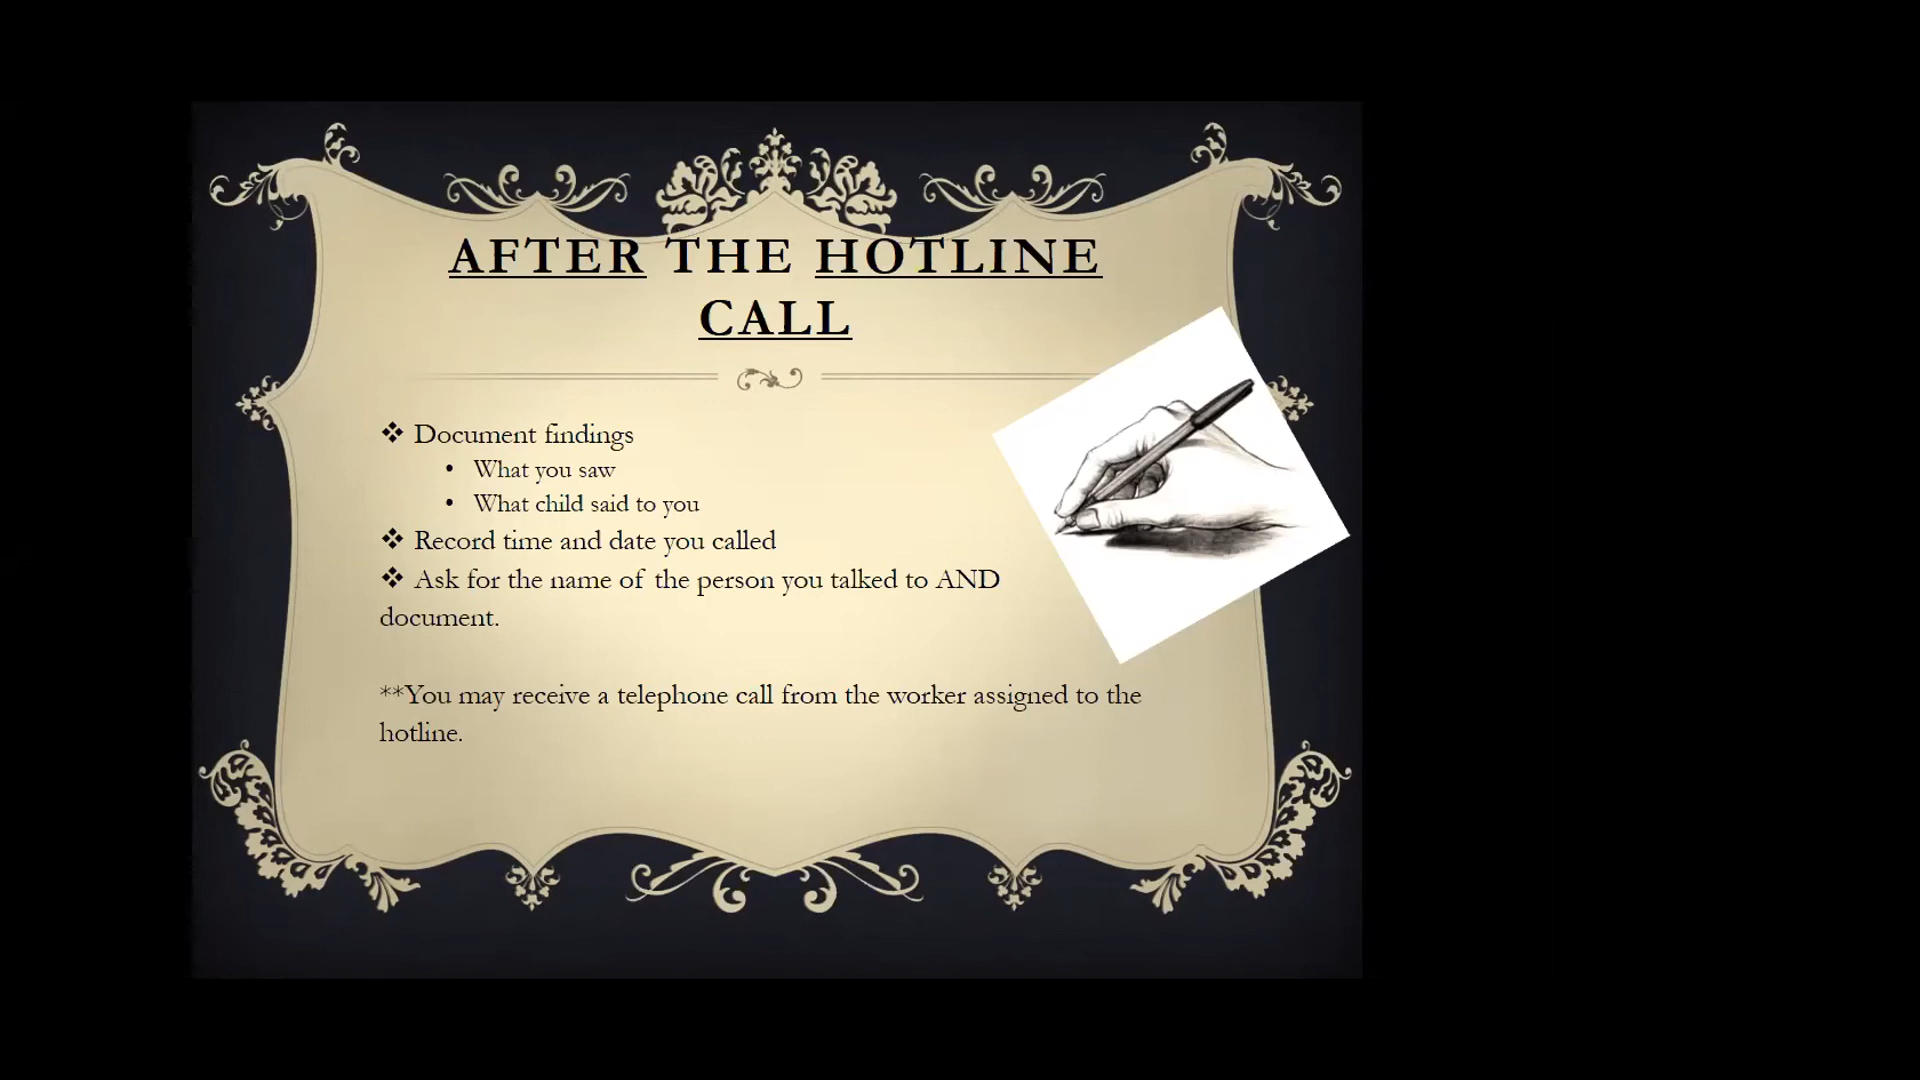 AFTER THE HOTLINE
CALL
❖ Document findings
• What you saw
• What child said to you
❖ Record time and date you called
❖ Ask for the name of the person you talked to AND
document.
**You may receive a telephone call from the worker assigned to the
hotline.